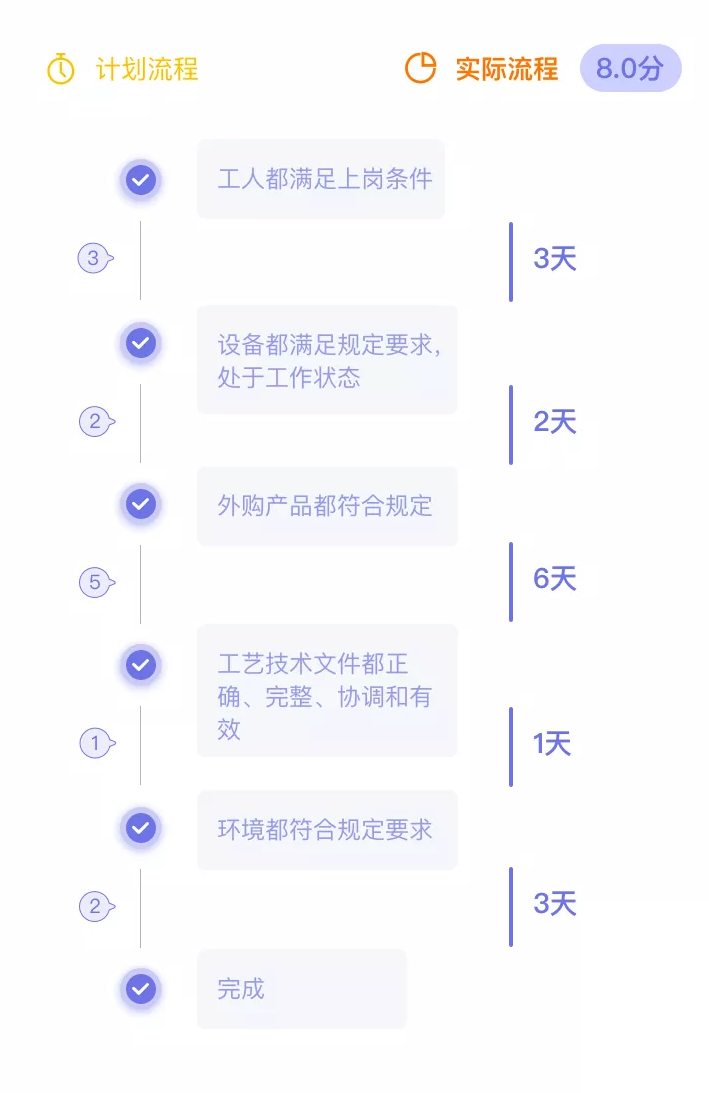 计划流程
实际流程
8.0分
工人都满足上岗条件
3
3天
设备都满足规定要求,
处于工作状态
2
2天
外购产品都符合规定
5
6天
工艺技术文件都正
确、完整、协调和有
效
1
1天
环境都符合规定要求
2
3天
完成